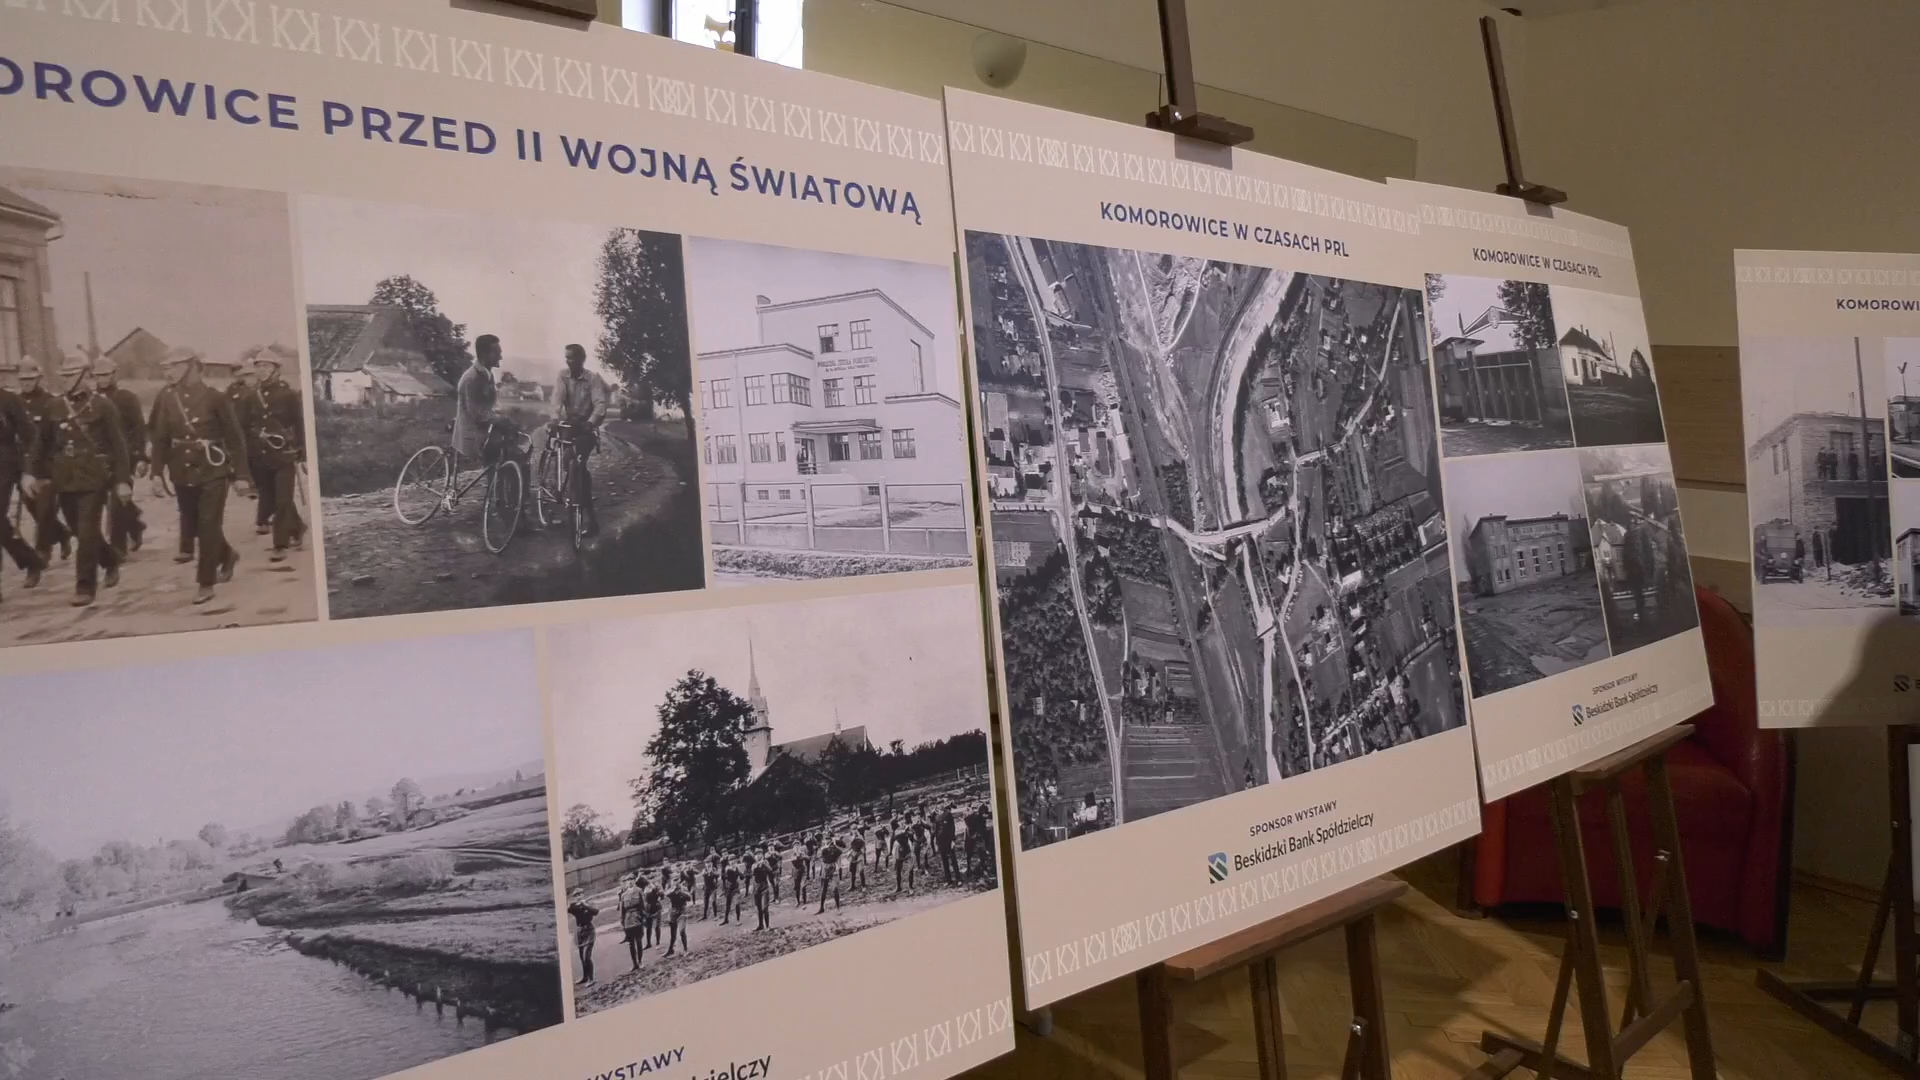 OROWICE PRZED II WOJNĄ ŚWIATOWĄ
WYSTAWY
KOMOROWICE W CZASACH PRL
SPONSOR WYSTAWY
Beskidzki Bank Spółdzielczy
KOMOROWICE W CZASACH PRL
SPONSOR WYSTAWY
Beskidzki Bank Spółdzielczy
KOMOROWI